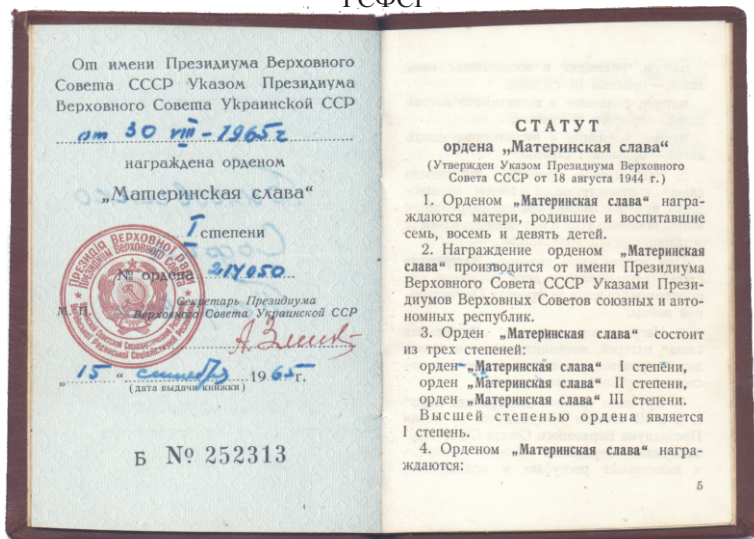 РСФСР
От имени Президиума Верховного
Совета СССР Указом Президиума
Верховного Совета Украинской ССР
от 30 VIII - 1965 г
награждена орденом
„Материнская слава“
I степени
№ ордена 214050
Секретарь Президиума
М. П. Верховного Совета Украинской ССР
„ 15 “ сентября 1965 г.
(дата выдачи книжки)
Б № 252313
СТАТУТ
ордена „Материнская слава“
(Утвержден Указом Президиума Верховного
Совета СССР от 18 августа 1944 г.)
1. Орденом „Материнская слава“ награ-
ждаются матери, родившие и воспитавшие
семь, восемь и девять детей.
2. Награждение орденом „Материнская
слава“ производится от имени Президиума
Верховного Совета СССР Указами Прези-
диумов Верховных Советов союзных и авто-
номных республик.
3. Орден „Материнская слава“ состоит
из трех степеней:
орден „Материнская слава“ I степени,
орден „Материнская слава“ II степени,
орден „Материнская слава“ III степени.
Высшей степенью ордена является
I степень.
4. Орденом „Материнская слава“ награ-
ждаются:
5